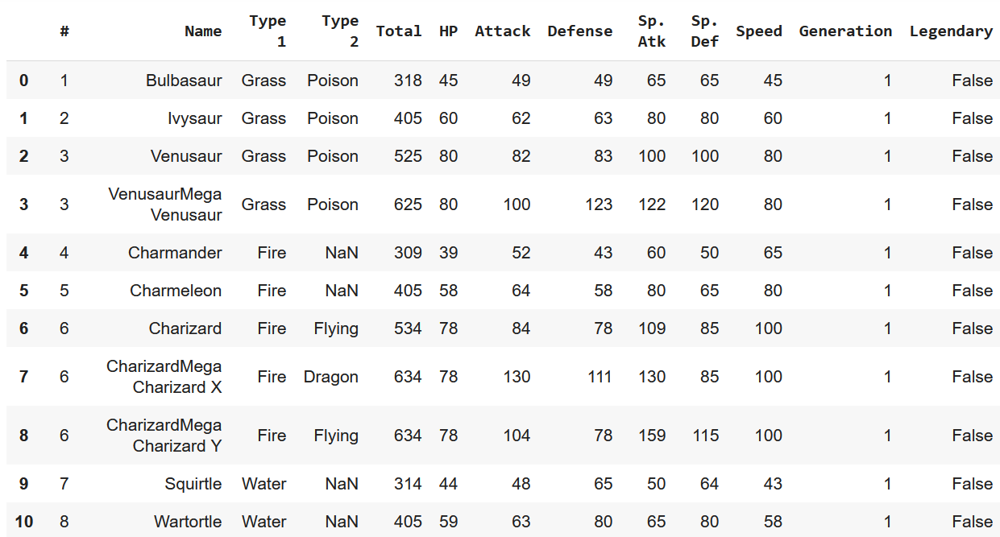 # Name Type 1 Type 2 Total HP Attack Defense Sp. Atk Sp. Def Speed Generation Legendary
0 1 Bulbasaur Grass Poison 318 45 49 49 65 65 45 1 False
1 2 Ivysaur Grass Poison 405 60 62 63 80 80 60 1 False
2 3 Venusaur Grass Poison 525 80 82 83 100 100 80 1 False
3 3 VenusaurMega Venusaur Grass Poison 625 80 100 123 122 120 80 1 False
4 4 Charmander Fire NaN 309 39 52 43 60 50 65 1 False
5 5 Charmeleon Fire NaN 405 58 64 58 80 65 80 1 False
6 6 Charizard Fire Flying 534 78 84 78 109 85 100 1 False
7 6 CharizardMega Charizard X Fire Dragon 634 78 130 111 130 85 100 1 False
8 6 CharizardMega Charizard Y Fire Flying 634 78 104 78 159 115 100 1 False
9 7 Squirtle Water NaN 314 44 48 65 50 64 43 1 False
10 8 Wartortle Water NaN 405 59 63 80 65 80 58 1 False